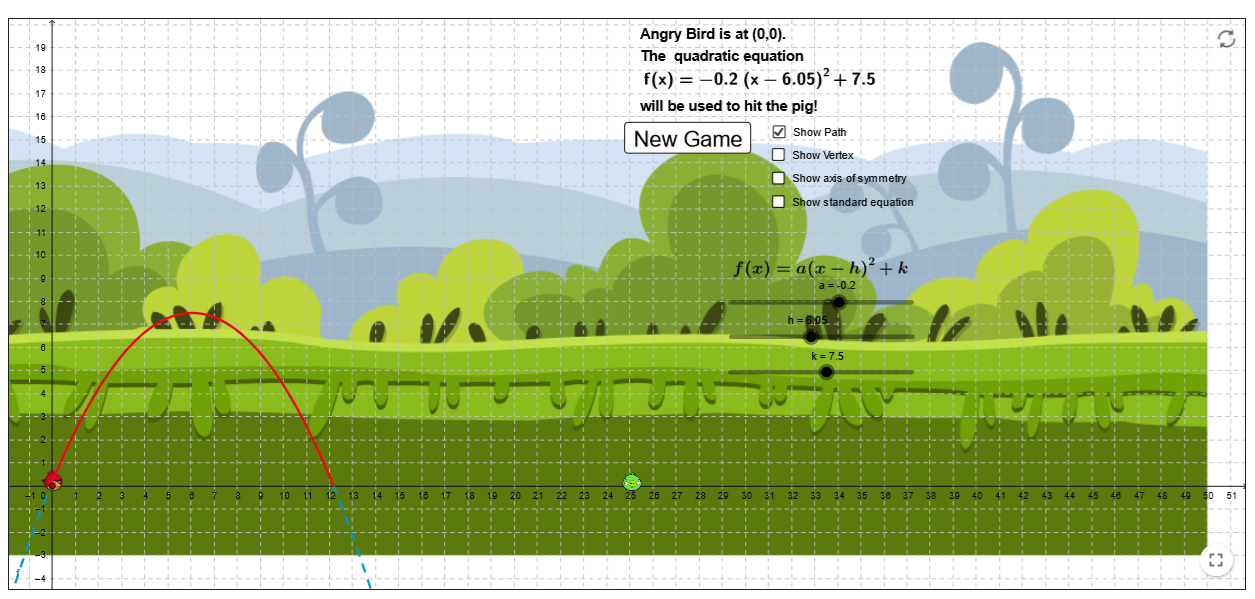 Angry Bird is at (0,0).
The quadratic equation
f(x) = −0.2 (x − 6.05)² + 7.5
will be used to hit the pig!
New Game
Show Path
Show Vertex
Show axis of symmetry
Show standard equation
f(x) = a(x − h)² + k
a = -0.2
h = 6.05
k = 7.5
19
18
17
16
15
14
13
12
11
10
9
8
7
6
5
4
3
2
1
−1 0 1 2 3 4 5 6 7 8 9 10 11 12 13 14 15 16 17 18 19 20 21 22 23 24 25 26 27 28 29 30 31 32 33 34 35 36 37 38 39 40 41 42 43 44 45 46 47 48 49 50 51
−1
−2
−3
−4
f